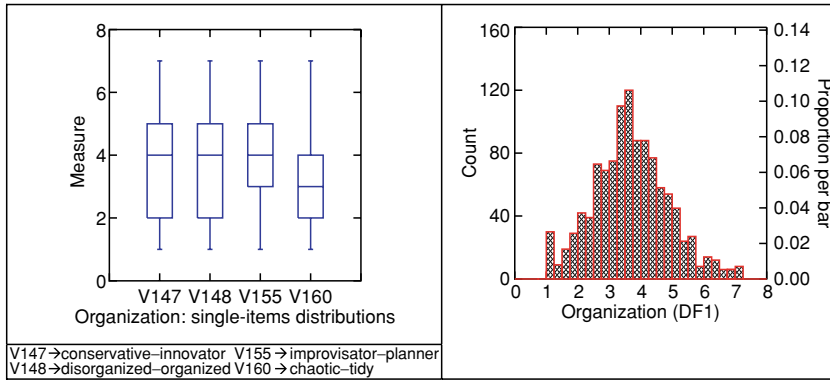 8
6
4
2
0
Measure
V147 V148 V155 V160
Organization: single-items distributions
V147→conservative–innovator V155→improvisator–planner
V148→disorganized–organized V160→chaotic–tidy
160
120
80
40
0
Count
0.14
0.12
0.10
0.08
0.06
0.04
0.02
0.00
Proportion per bar
0 1 2 3 4 5 6 7 8
Organization (DF1)